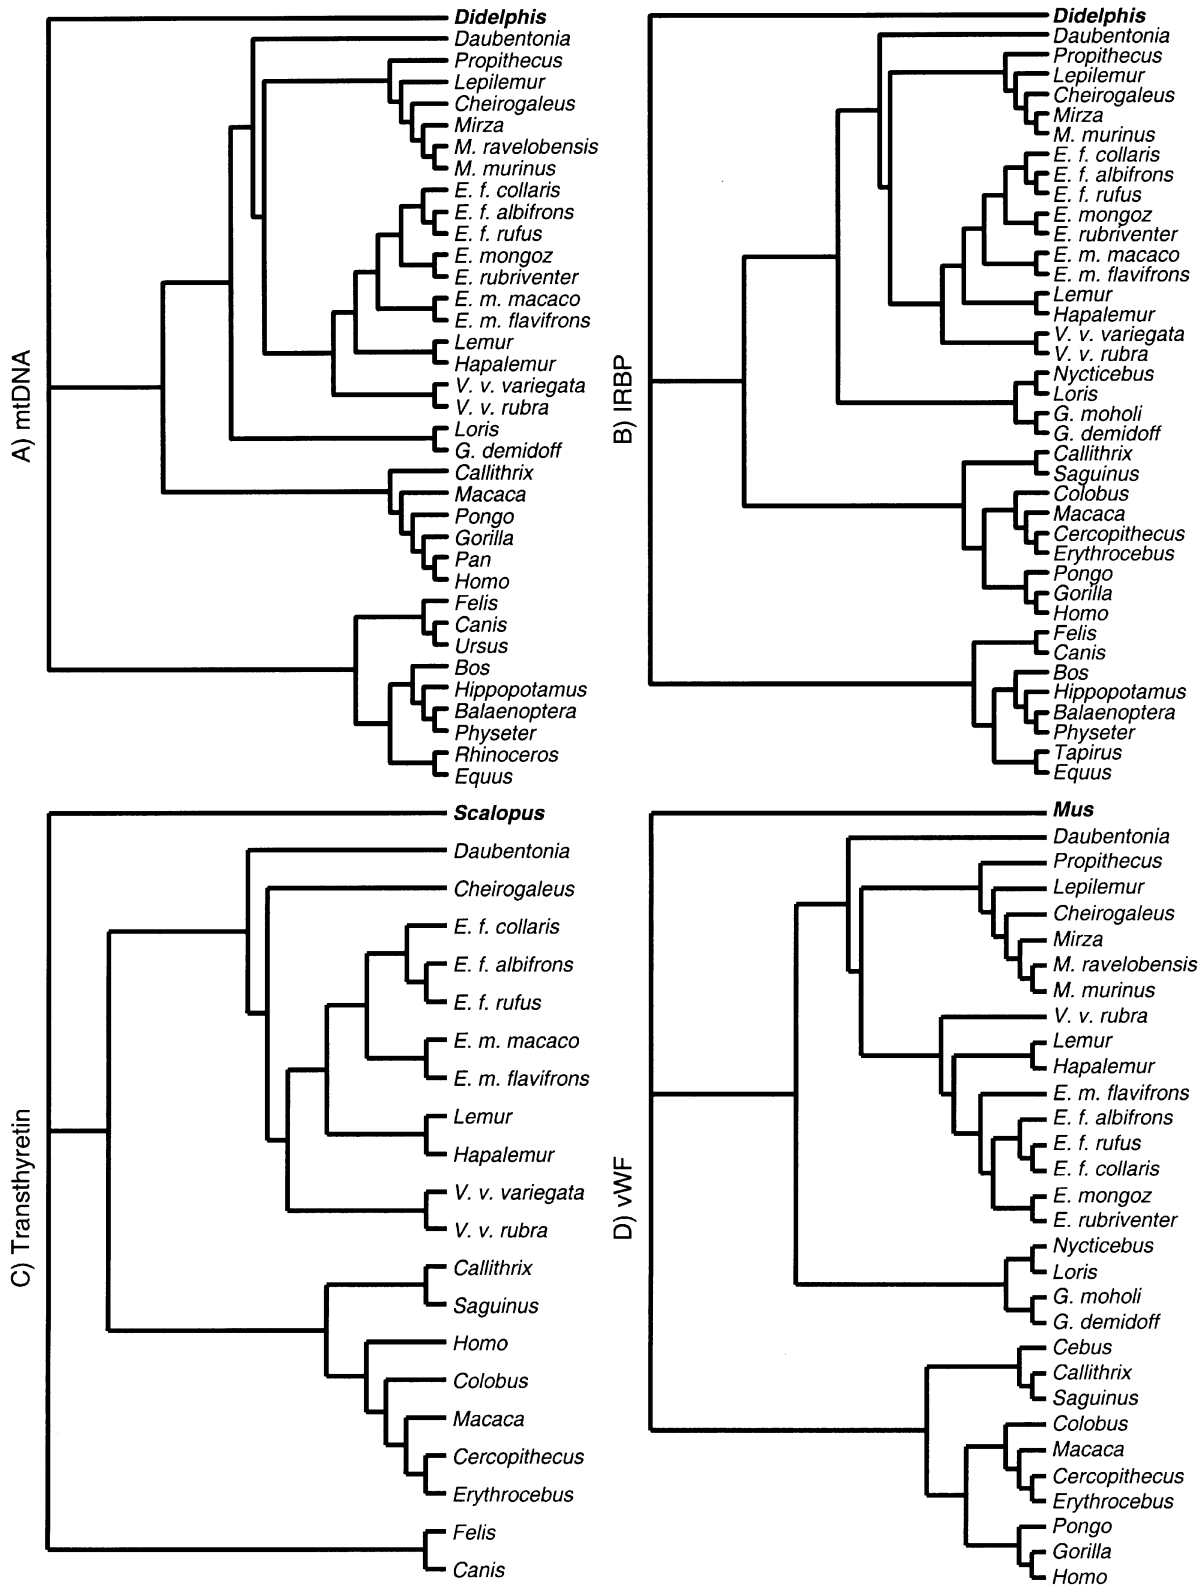 A) mtDNA
Didelphis
Daubentonia
Propithecus
Lepilemur
Cheirogaleus
Mirza
M. ravelobensis
M. murinus
E. f. collaris
E. f. albifrons
E. f. rufus
E. mongoz
E. rubriventer
E. m. macaco
E. m. flavifrons
Lemur
Hapalemur
V. v. variegata
V. v. rubra
Loris
G. demidoff
Callithrix
Macaca
Pongo
Gorilla
Pan
Homo
Felis
Canis
Ursus
Bos
Hippopotamus
Balaenoptera
Physeter
Rhinoceros
Equus
B) IRBP
Didelphis
Daubentonia
Propithecus
Lepilemur
Cheirogaleus
Mirza
M. murinus
E. f. collaris
E. f. albifrons
E. f. rufus
E. mongoz
E. rubriventer
E. m. macaco
E. m. flavifrons
Lemur
Hapalemur
V. v. variegata
V. v. rubra
Nycticebus
Loris
G. moholi
G. demidoff
Callithrix
Saguinus
Colobus
Macaca
Cercopithecus
Erythrocebus
Pongo
Gorilla
Homo
Felis
Canis
Bos
Hippopotamus
Balaenoptera
Physeter
Tapirus
Equus
C) Transthyretin
Scalopus
Daubentonia
Cheirogaleus
E. f. collaris
E. f. albifrons
E. f. rufus
E. m. macaco
E. m. flavifrons
Lemur
Hapalemur
V. v. variegata
V. v. rubra
Callithrix
Saguinus
Homo
Colobus
Macaca
Cercopithecus
Erythrocebus
Felis
Canis
D) vWF
Mus
Daubentonia
Propithecus
Lepilemur
Cheirogaleus
Mirza
M. ravelobensis
M. murinus
V. v. rubra
Lemur
Hapalemur
E. m. flavifrons
E. f. albifrons
E. f. rufus
E. f. collaris
E. mongoz
E. rubriventer
Nycticebus
Loris
G. moholi
G. demidoff
Cebus
Callithrix
Saguinus
Colobus
Macaca
Cercopithecus
Erythrocebus
Pongo
Gorilla
Homo